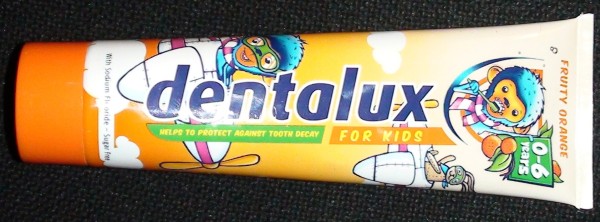 With Sodium Fluoride - Sugar Free
dentalux
HELPS TO PROTECT AGAINST TOOTH DECAY
FOR KIDS
FRUITY ORANGE
0-6
years